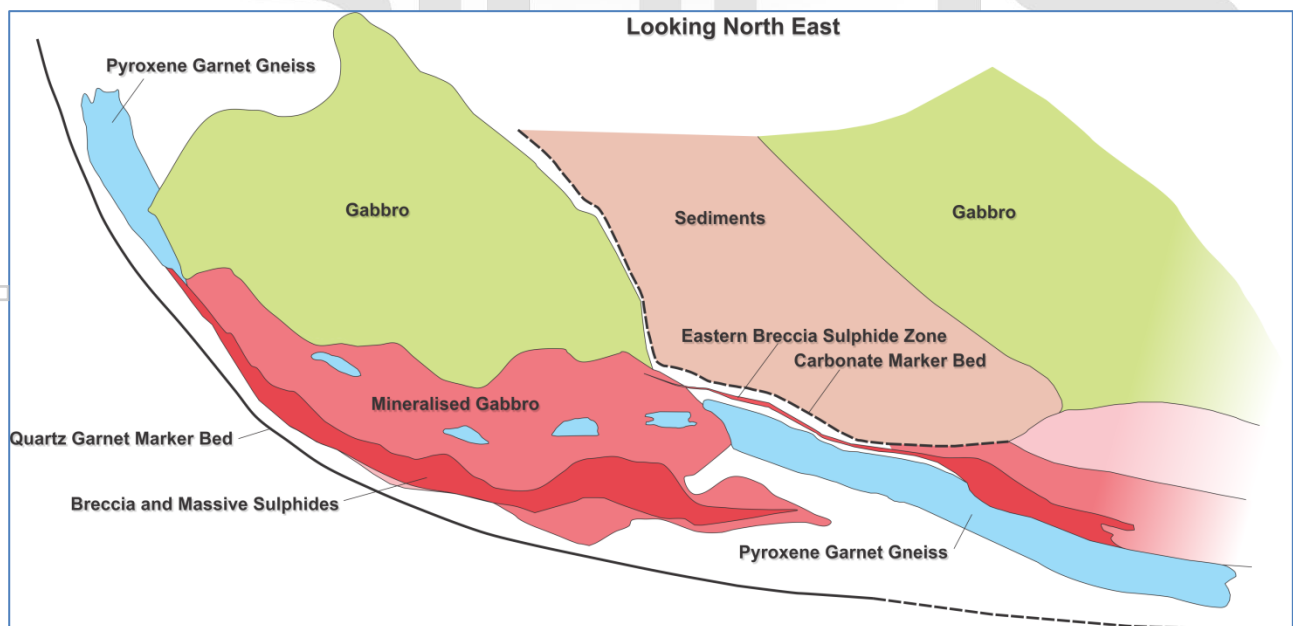 Looking North East
Pyroxene Garnet Gneiss
Gabbro
Sediments
Gabbro
Eastern Breccia Sulphide Zone
Carbonate Marker Bed
Mineralised Gabbro
Quartz Garnet Marker Bed
Breccia and Massive Sulphides
Pyroxene Garnet Gneiss